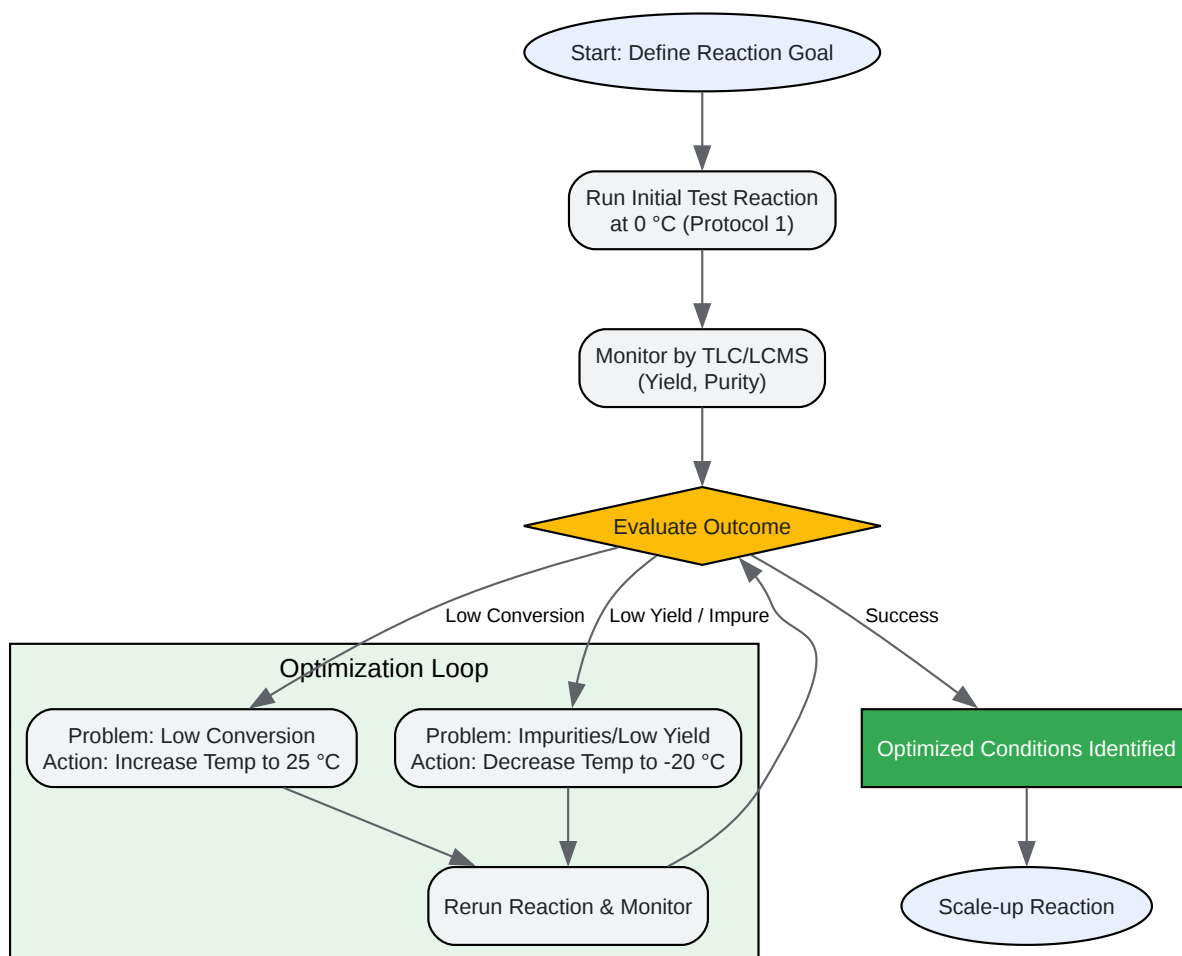 Start: Define Reaction Goal
Run Initial Test Reaction
at 0 °C (Protocol 1)
Monitor by TLC/LCMS
(Yield, Purity)
Evaluate Outcome
Low Conversion
Low Yield / Impure
Success
Optimization Loop
Problem: Low Conversion
Action: Increase Temp to 25 °C
Problem: Impurities/Low Yield
Action: Decrease Temp to -20 °C
Optimized Conditions Identified
Rerun Reaction & Monitor
Scale-up Reaction